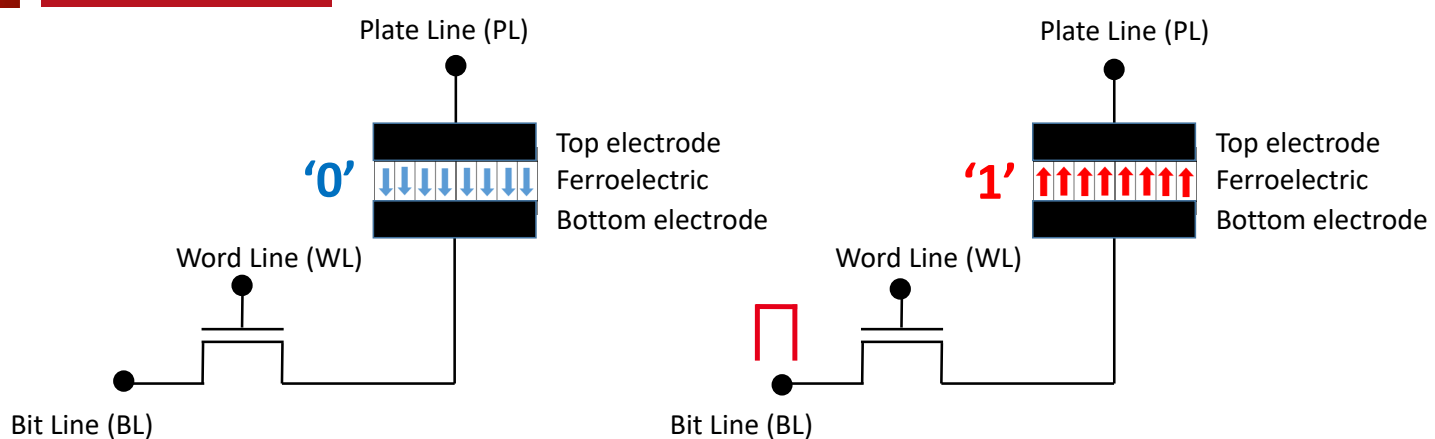 Plate Line (PL)
Top electrode
‘0’
Ferroelectric
Bottom electrode
Word Line (WL)
Bit Line (BL)
Plate Line (PL)
Top electrode
‘1’
Ferroelectric
Bottom electrode
Word Line (WL)
Bit Line (BL)